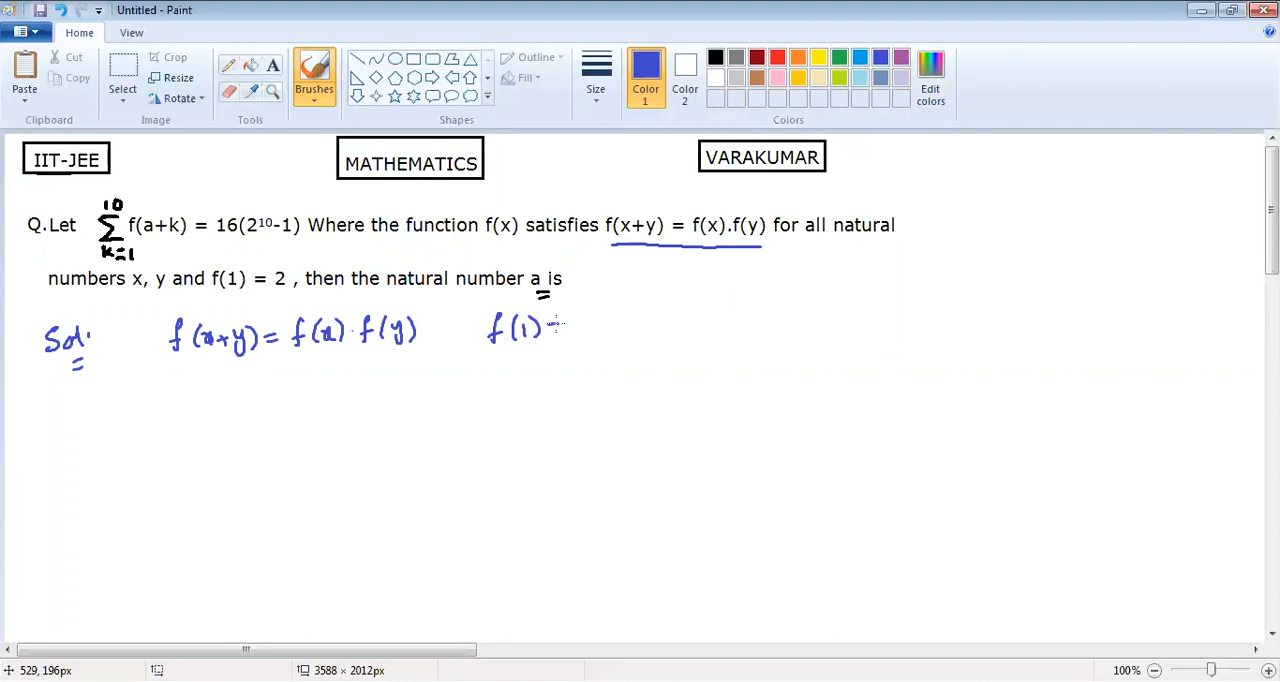 Untitled - Paint
Home View
Paste Cut Copy Select Crop Resize Rotate Brushes Outline Fill Size Color 1 Color 2 Edit colors
Clipboard Image Tools Shapes Colors
IIT-JEE MATHEMATICS VARAKUMAR
Q.Let 10 Σ k=1 f(a+k) = 16(2¹⁰-1) Where the function f(x) satisfies f(x+y) = f(x).f(y) for all natural
numbers x, y and f(1) = 2 , then the natural number a is
Sol: f(x+y) = f(x) · f(y) f(1) =
529, 196px 3588 × 2012px 100%